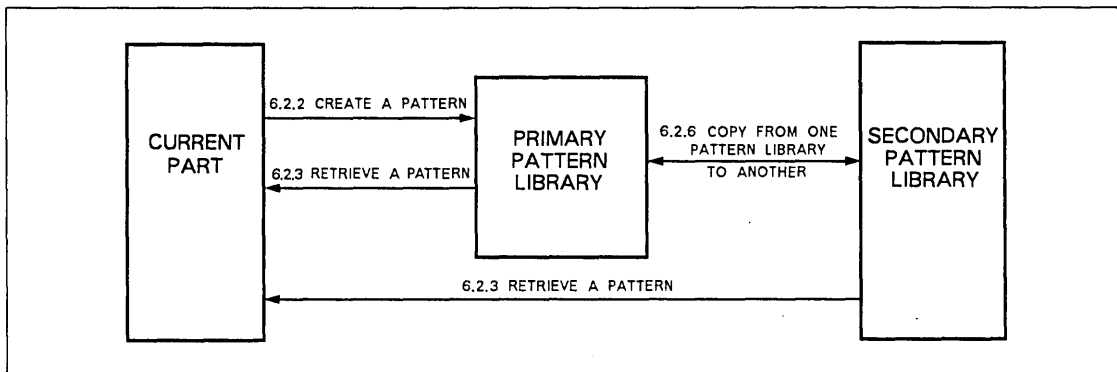 CURRENT
PART
6.2.2 CREATE A PATTERN
6.2.3 RETRIEVE A PATTERN
PRIMARY
PATTERN
LIBRARY
6.2.6 COPY FROM ONE
PATTERN LIBRARY
TO ANOTHER
SECONDARY
PATTERN
LIBRARY
6.2.3 RETRIEVE A PATTERN